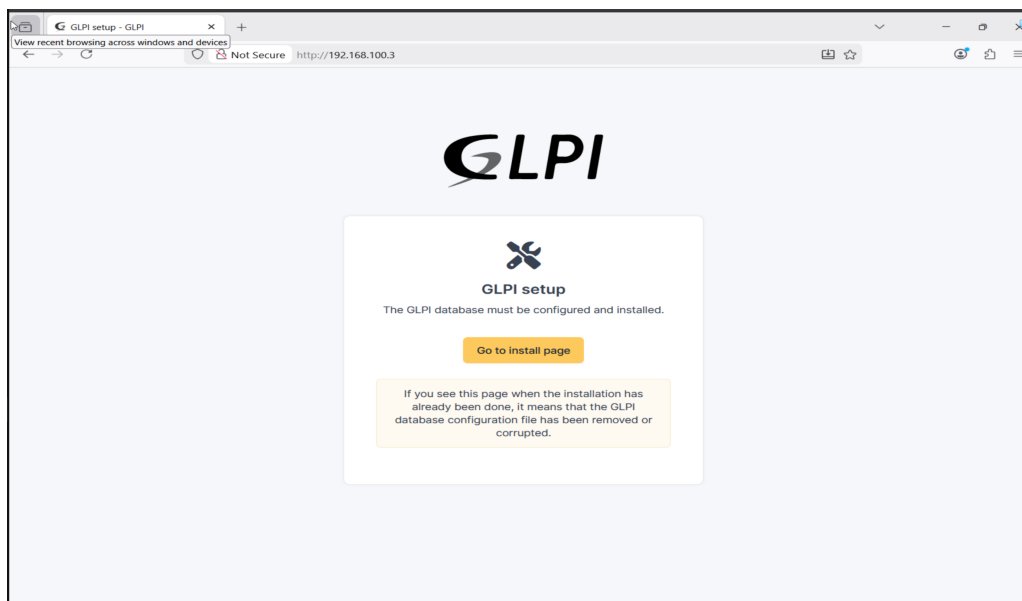 GLPI setup - GLPI
View recent browsing across windows and devices
Not Secure http://192.168.100.3
GLPI
GLPI setup
The GLPI database must be configured and installed.
Go to install page
If you see this page when the installation has
already been done, it means that the GLPI
database configuration file has been removed or
corrupted.